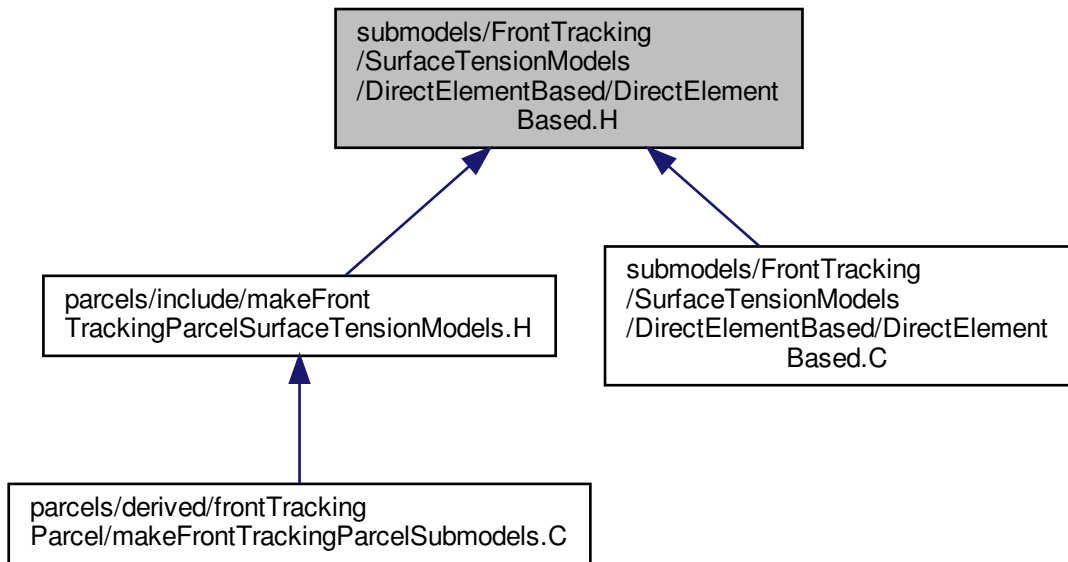 submodels/FrontTracking
/SurfaceTensionModels
/DirectElementBased/DirectElement
Based.H
parcels/include/makeFront
TrackingParcelSurfaceTensionModels.H
submodels/FrontTracking
/SurfaceTensionModels
/DirectElementBased/DirectElement
Based.C
parcels/derived/frontTracking
Parcel/makeFrontTrackingParcelSubmodels.C